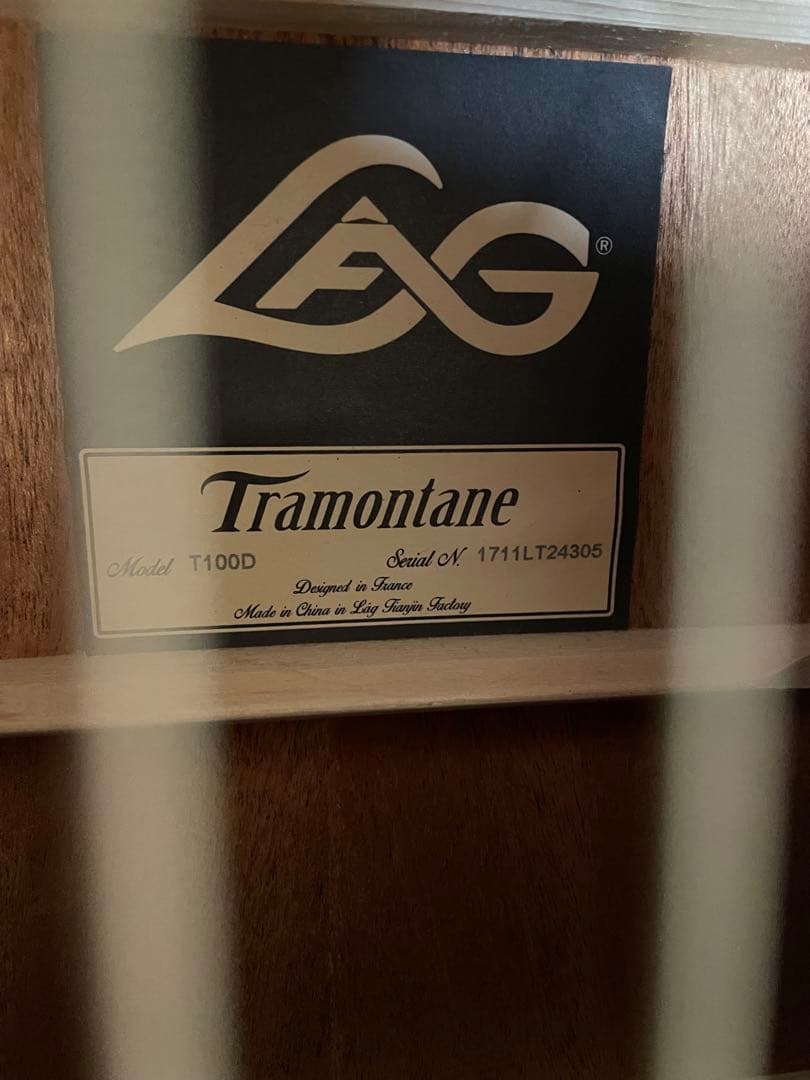 LÂG®
Tramontane
Model T100D Serial N. 1711LT24305
Designed in France
Made in China in Lâg Tianjin Factory